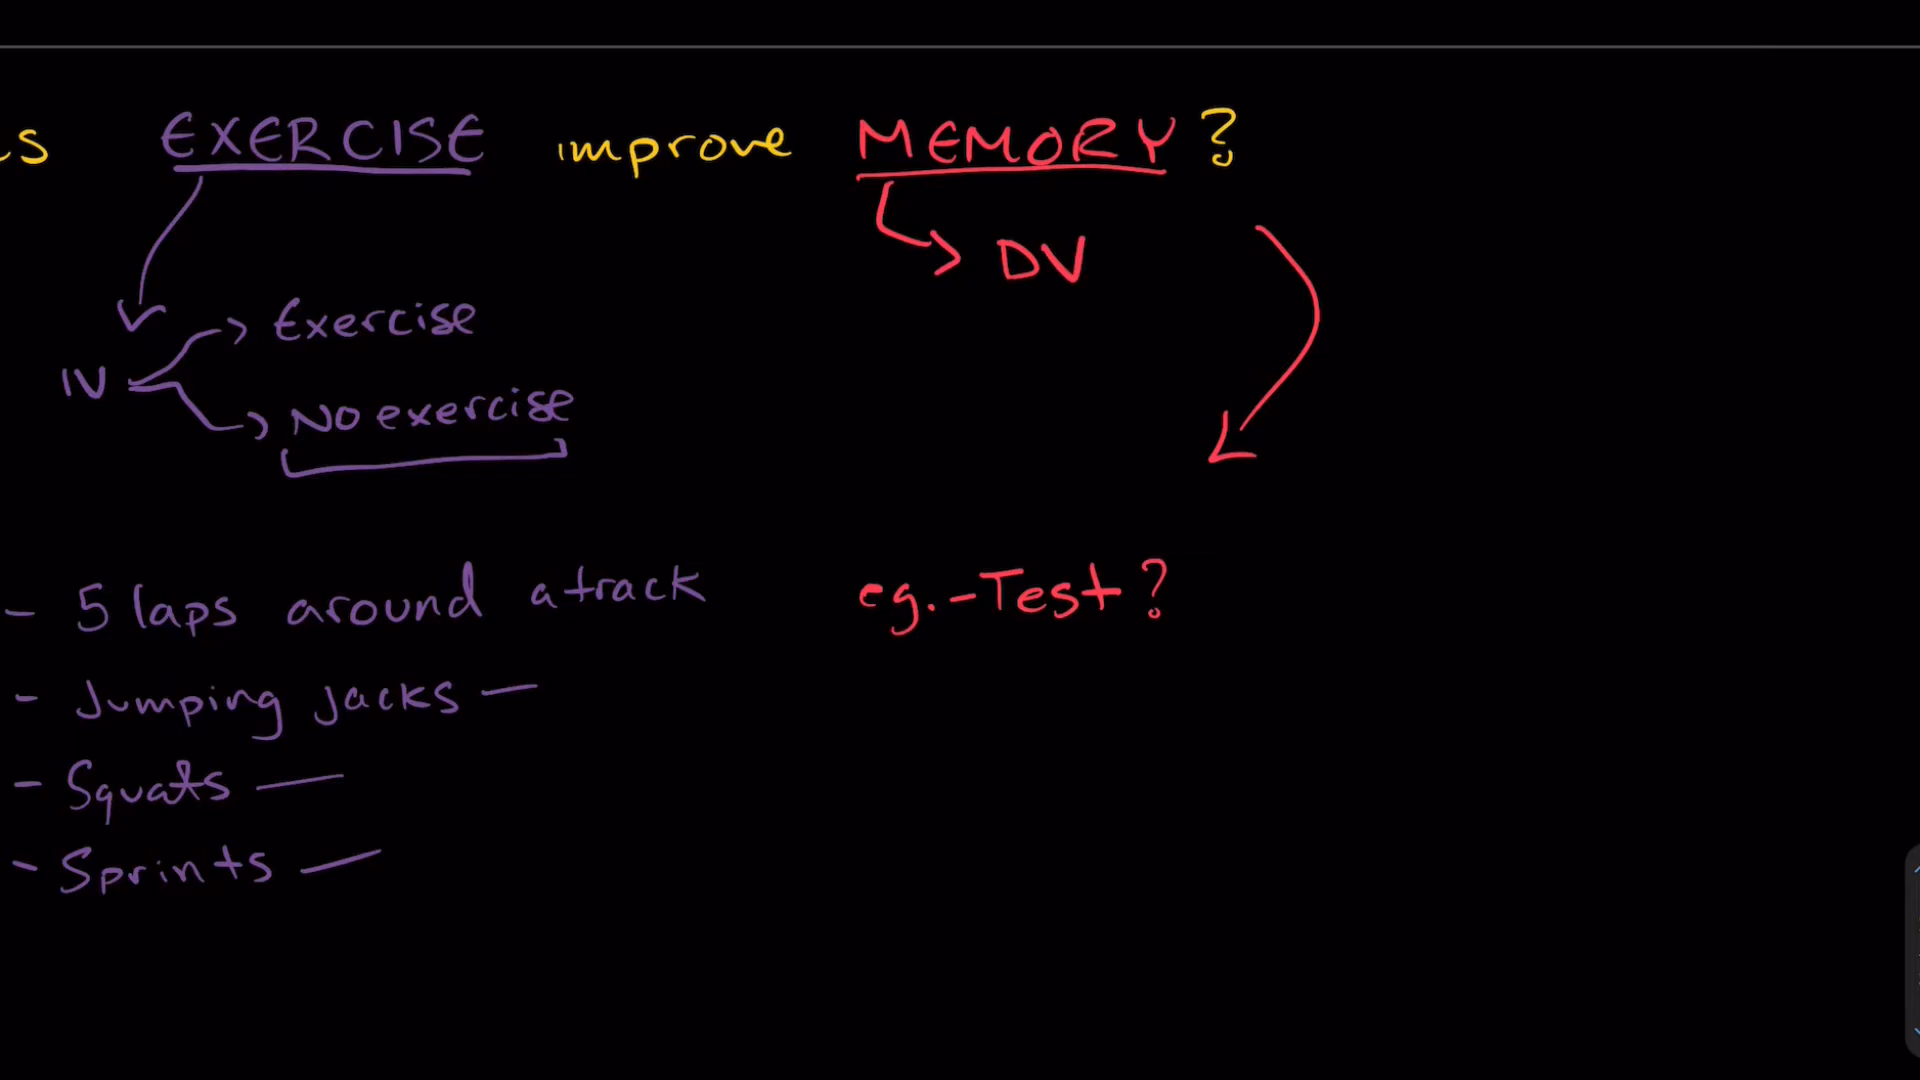 s EXERCISE improve MEMORY?
DV
Exercise
IV
No exercise
- 5 laps around a track
eg. - Test?
- Jumping jacks —
- Squats —
- Sprints —